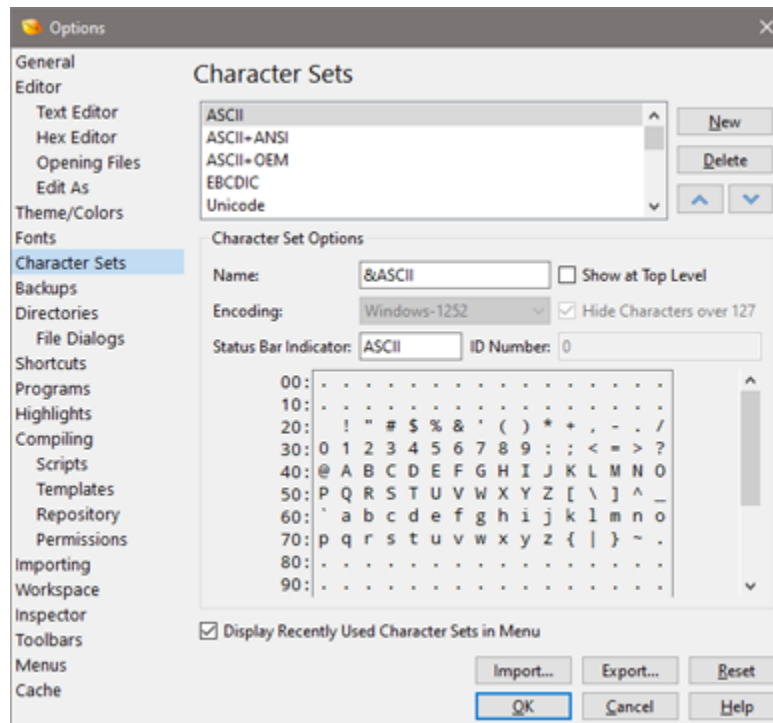 Options
General
Editor
Text Editor
Hex Editor
Opening Files
Edit As
Theme/Colors
Fonts
Character Sets
Backups
Directories
File Dialogs
Shortcuts
Programs
Highlights
Compiling
Scripts
Templates
Repository
Permissions
Importing
Workspace
Inspector
Toolbars
Menus
Cache
Character Sets
ASCII
ASCII+ANSI
ASCII+OEM
EBCDIC
Unicode
New
Delete
Character Set Options
Name: &ASCII Show at Top Level
Encoding: Windows-1252 Hide Characters over 127
Status Bar Indicator: ASCII ID Number: 0
00: . . . . . . . . . . . . . . . .
10: . . . . . . . . . . . . . . . .
20:   ! " # $ % & ' ( ) * + , - . /
30: 0 1 2 3 4 5 6 7 8 9 : ; < = > ?
40: @ A B C D E F G H I J K L M N O
50: P Q R S T U V W X Y Z [ \ ] ^ _
60: ` a b c d e f g h i j k l m n o
70: p q r s t u v w x y z { | } ~ .
80: . . . . . . . . . . . . . . . .
90: . . . . . . . . . . . . . . . .
Display Recently Used Character Sets in Menu
Import... Export... Reset
OK Cancel Help